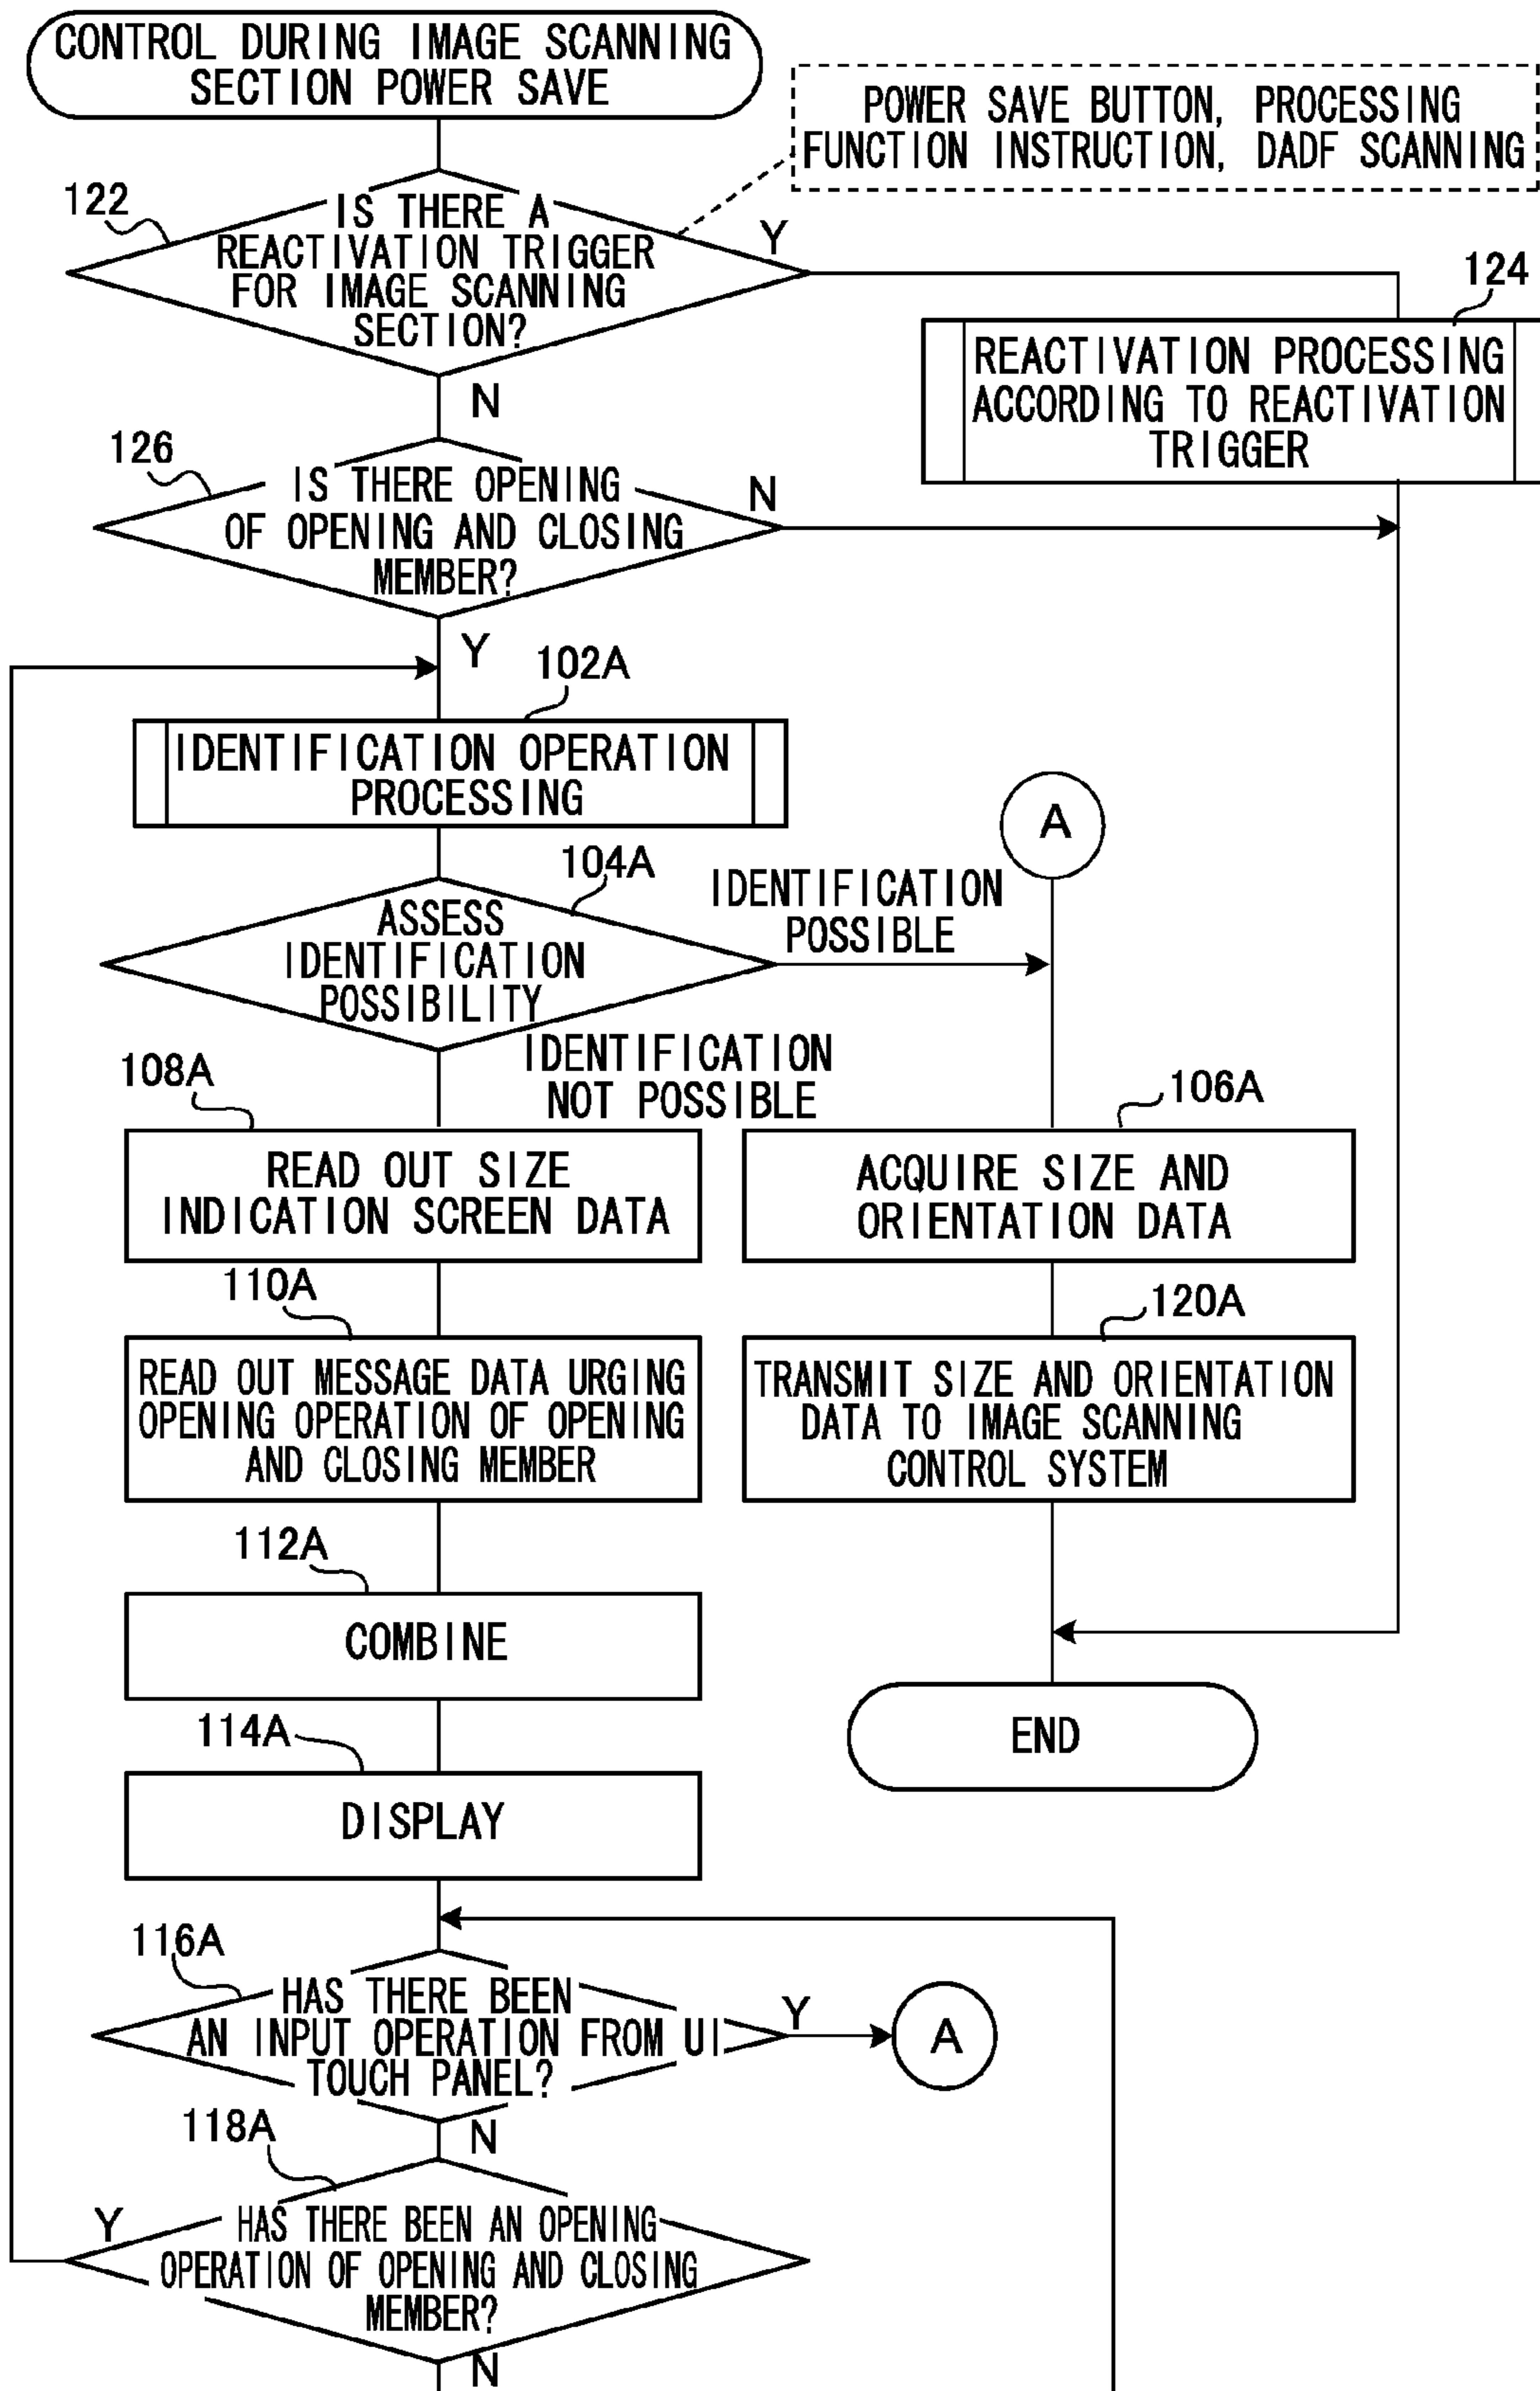 CONTROL DURING IMAGE SCANNING
SECTION POWER SAVE
POWER SAVE BUTTON, PROCESSING
FUNCTION INSTRUCTION, DADF SCANNING
122
IS THERE A
REACTIVATION TRIGGER
FOR IMAGE SCANNING
SECTION?
Y
N
124
REACTIVATION PROCESSING
ACCORDING TO REACTIVATION
TRIGGER
126
IS THERE OPENING
OF OPENING AND CLOSING
MEMBER?
N
Y
102A
IDENTIFICATION OPERATION
PROCESSING
A
104A
ASSESS
IDENTIFICATION
POSSIBILITY
IDENTIFICATION
POSSIBLE
IDENTIFICATION
NOT POSSIBLE
108A
READ OUT SIZE
INDICATION SCREEN DATA
106A
ACQUIRE SIZE AND
ORIENTATION DATA
110A
READ OUT MESSAGE DATA URGING
OPENING OPERATION OF OPENING
AND CLOSING MEMBER
120A
TRANSMIT SIZE AND ORIENTATION
DATA TO IMAGE SCANNING
CONTROL SYSTEM
112A
COMBINE
END
114A
DISPLAY
116A
HAS THERE BEEN
AN INPUT OPERATION FROM UI
TOUCH PANEL?
Y
A
N
118A
HAS THERE BEEN AN OPENING
OPERATION OF OPENING AND CLOSING
MEMBER?
Y
N